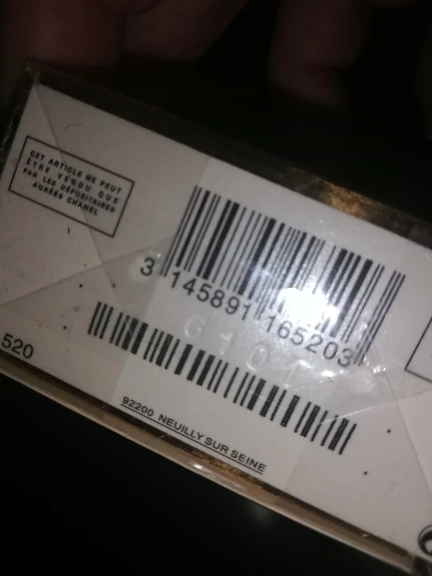 CET ARTICLE NE PEUT
ÊTRE VENDU QUE
PAR LES DÉPOSITAIRES
AGRÉÉS CHANEL
3 145891 165203
520
92200 NEUILLY SUR SEINE